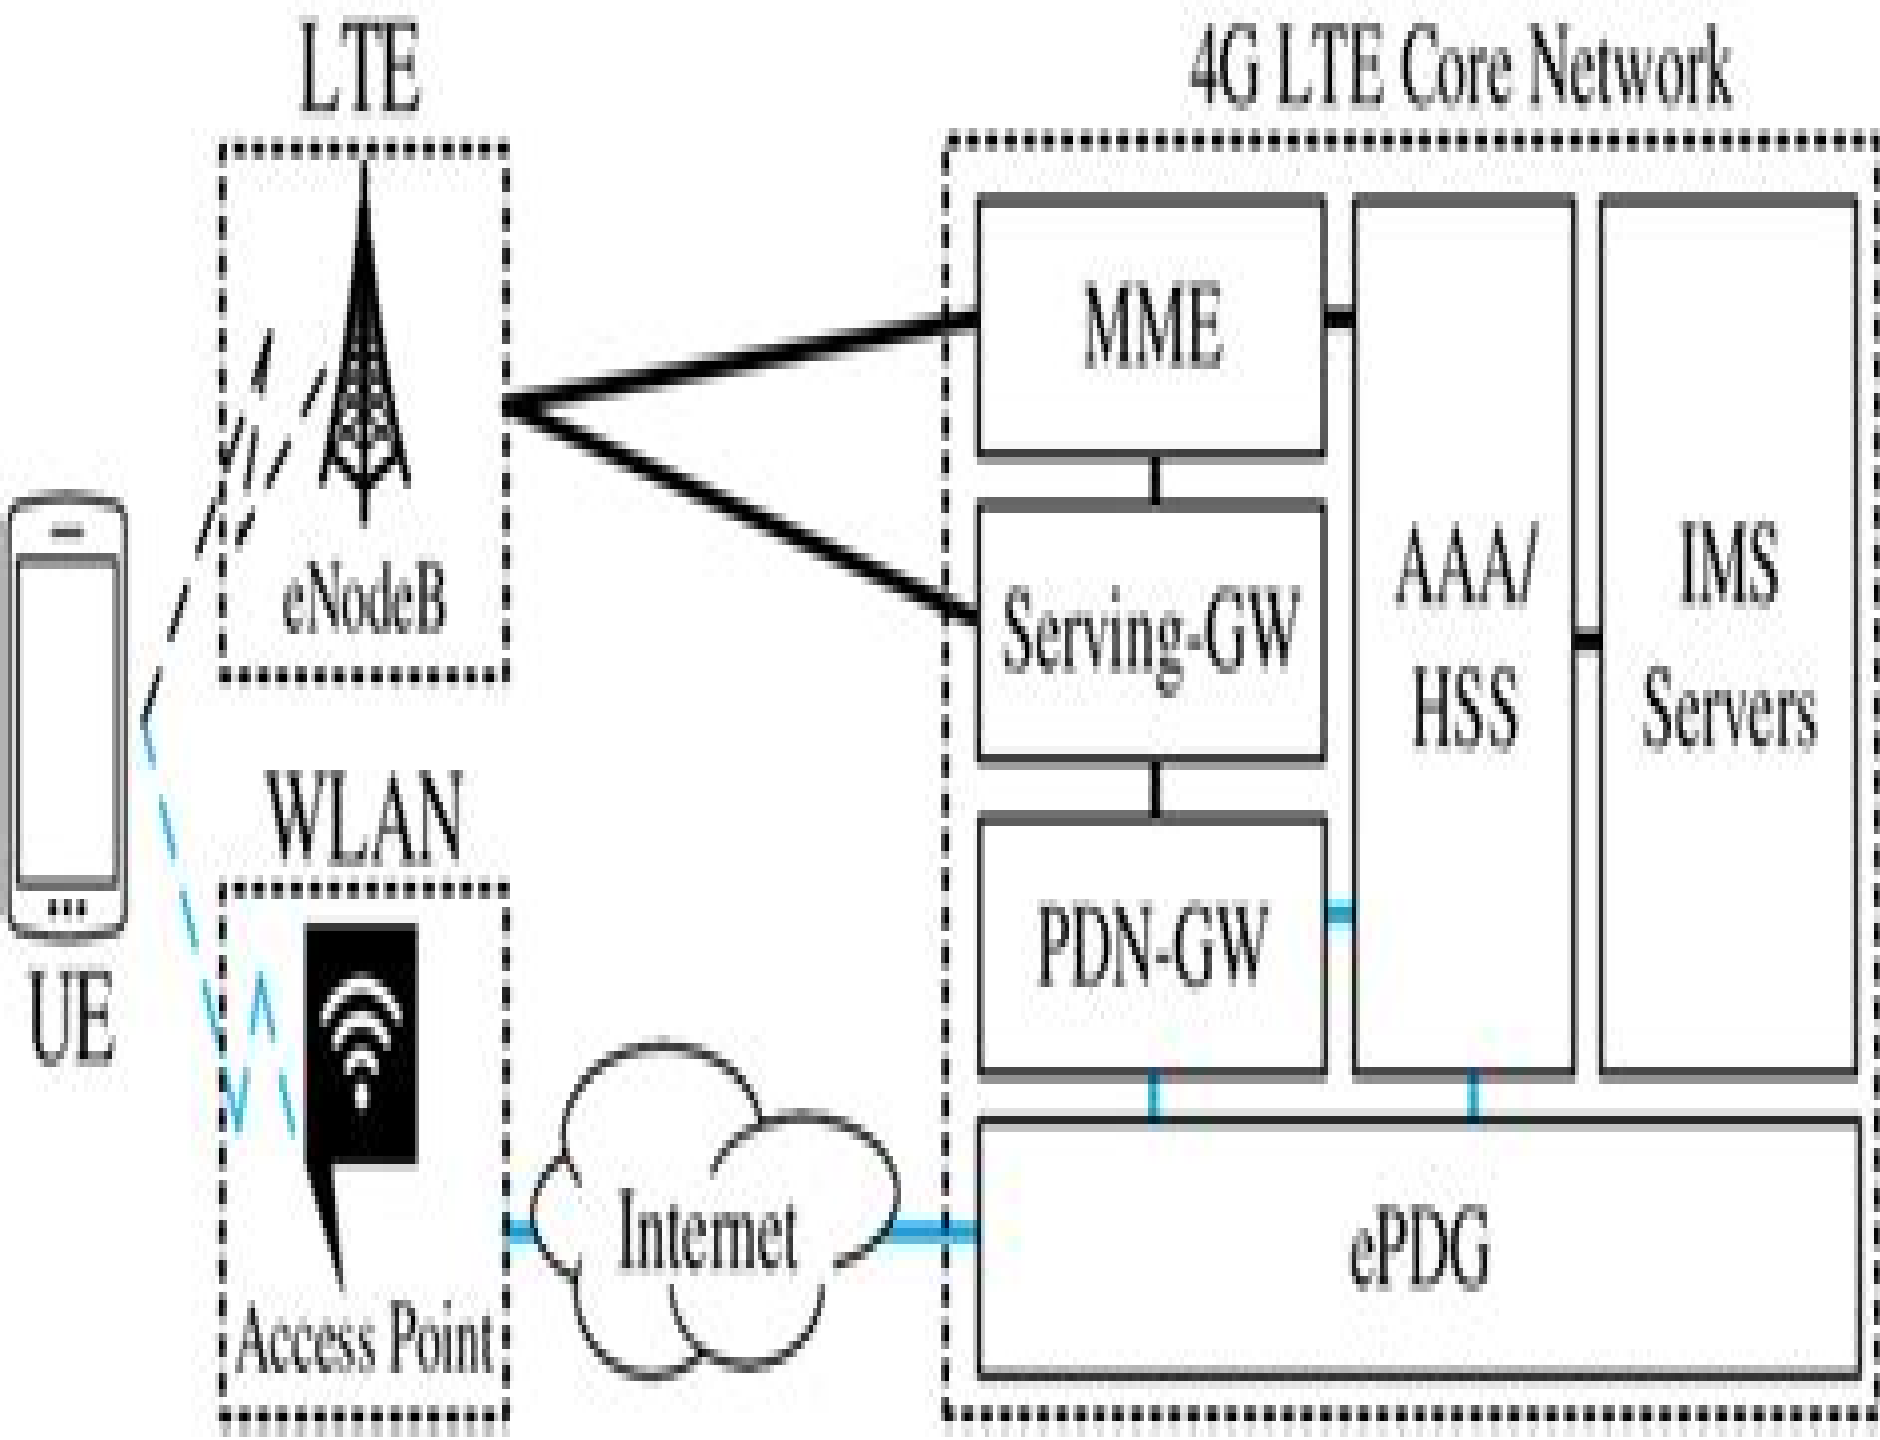 LTE
4G LTE Core Network
eNodeB
MME
Serving-GW
PDN-GW
AAA/
HSS
IMS
Servers
UE
WLAN
Access Point
Internet
ePDG